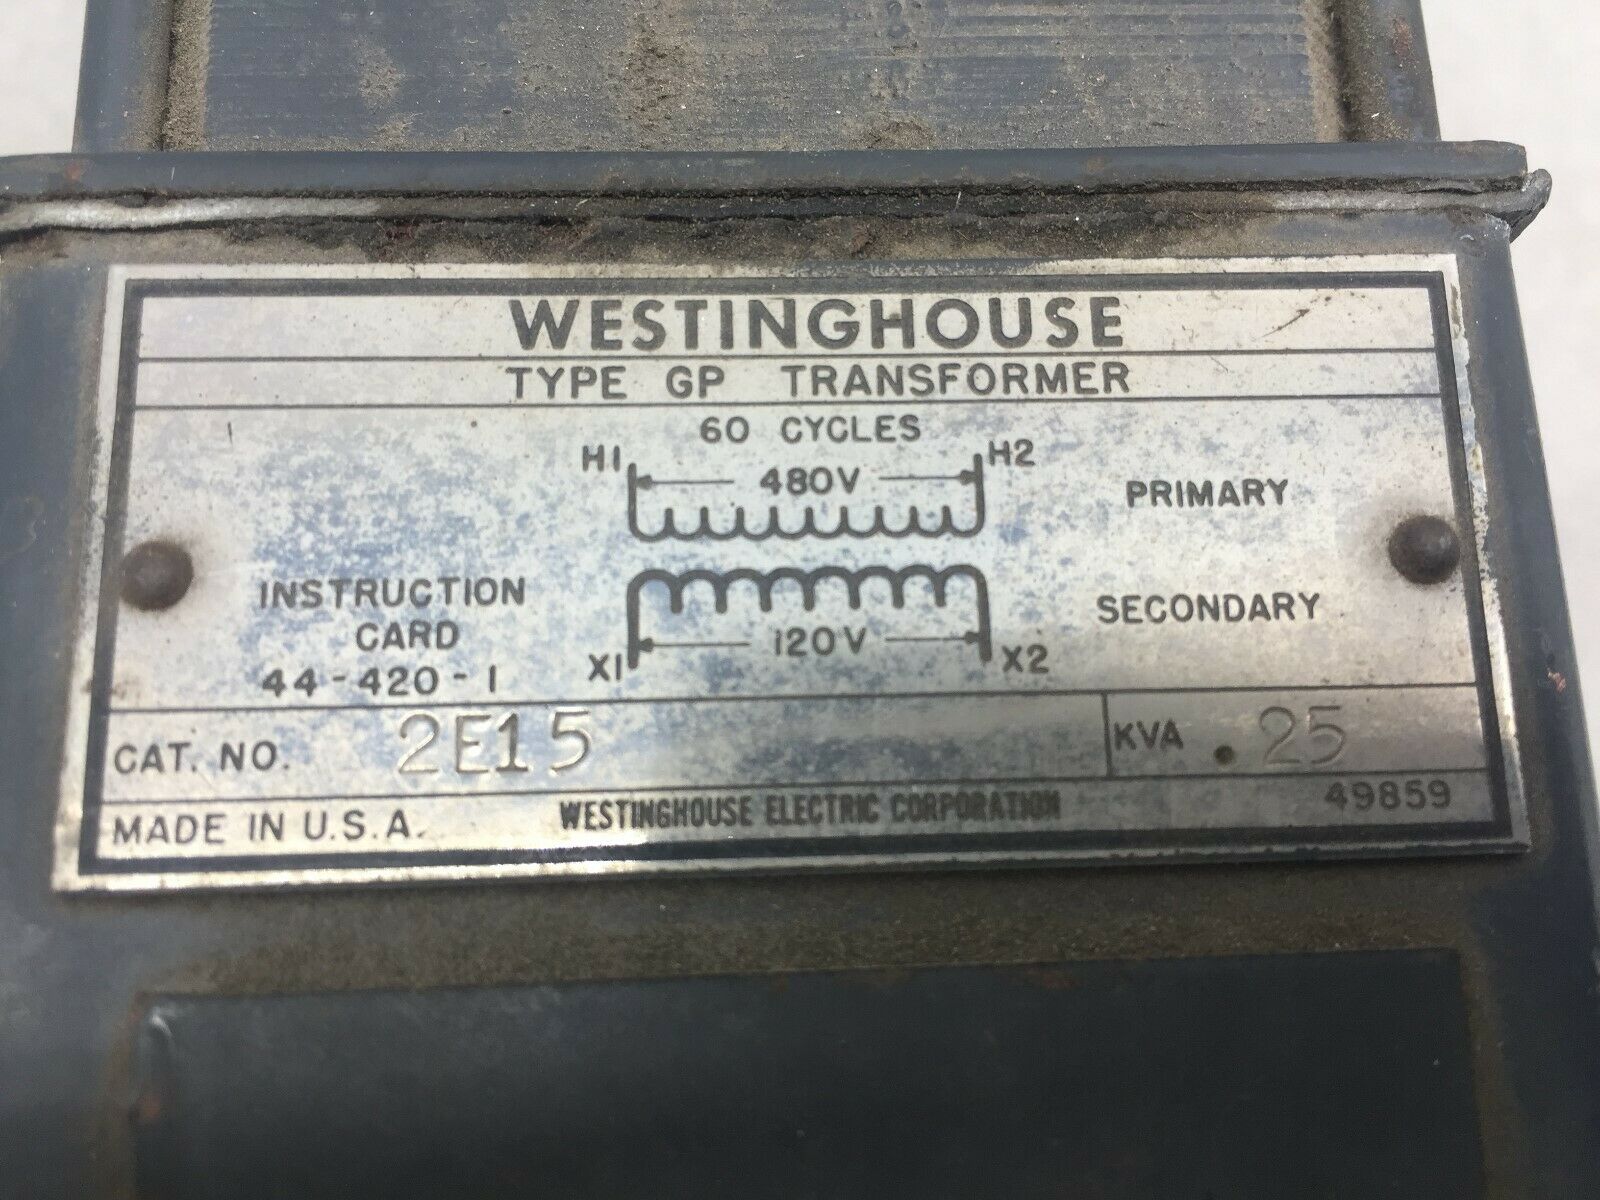 WESTINGHOUSE
TYPE GP TRANSFORMER
60 CYCLES
H1 480V H2
PRIMARY
INSTRUCTION
CARD
44-420-1
SECONDARY
X1 120V X2
CAT. NO. 2E15
KVA .25
MADE IN U.S.A.
WESTINGHOUSE ELECTRIC CORPORATION
49859